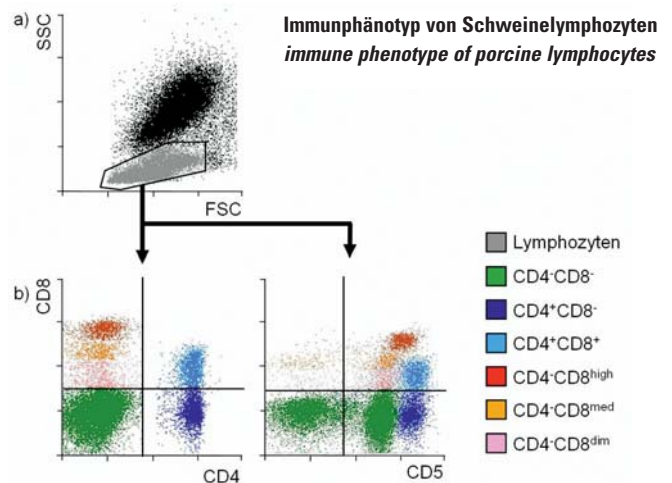 a)
SSC
Immunphänotyp von Schweinelymphozyten
immune phenotype of porcine lymphocytes
FSC
b)
CD8
CD4
CD5
Lymphozyten
CD4-CD8-
CD4+CD8-
CD4+CD8+
CD4-CD8high
CD4-CD8med
CD4-CD8dim